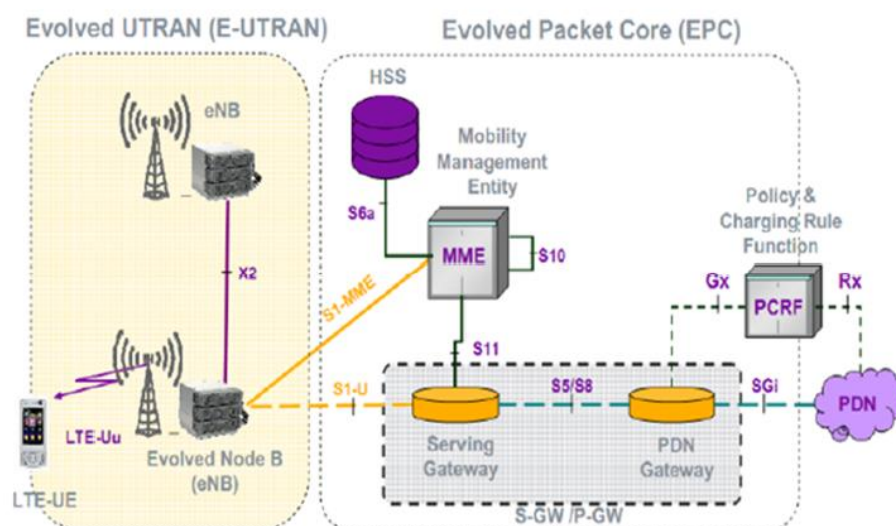 Evolved UTRAN (E-UTRAN)
Evolved Packet Core (EPC)
HSS
eNB
Mobility
Management
Entity
S6a
Policy &
Charging Rule
Function
MME
S10
X2
S1-MME
Gx
PCRF
Rx
S11
S1-U
S5/S8
SGi
PDN
LTE-Uu
Serving
Gateway
PDN
Gateway
Evolved Node B
(eNB)
LTE-UE
S-GW /P-GW